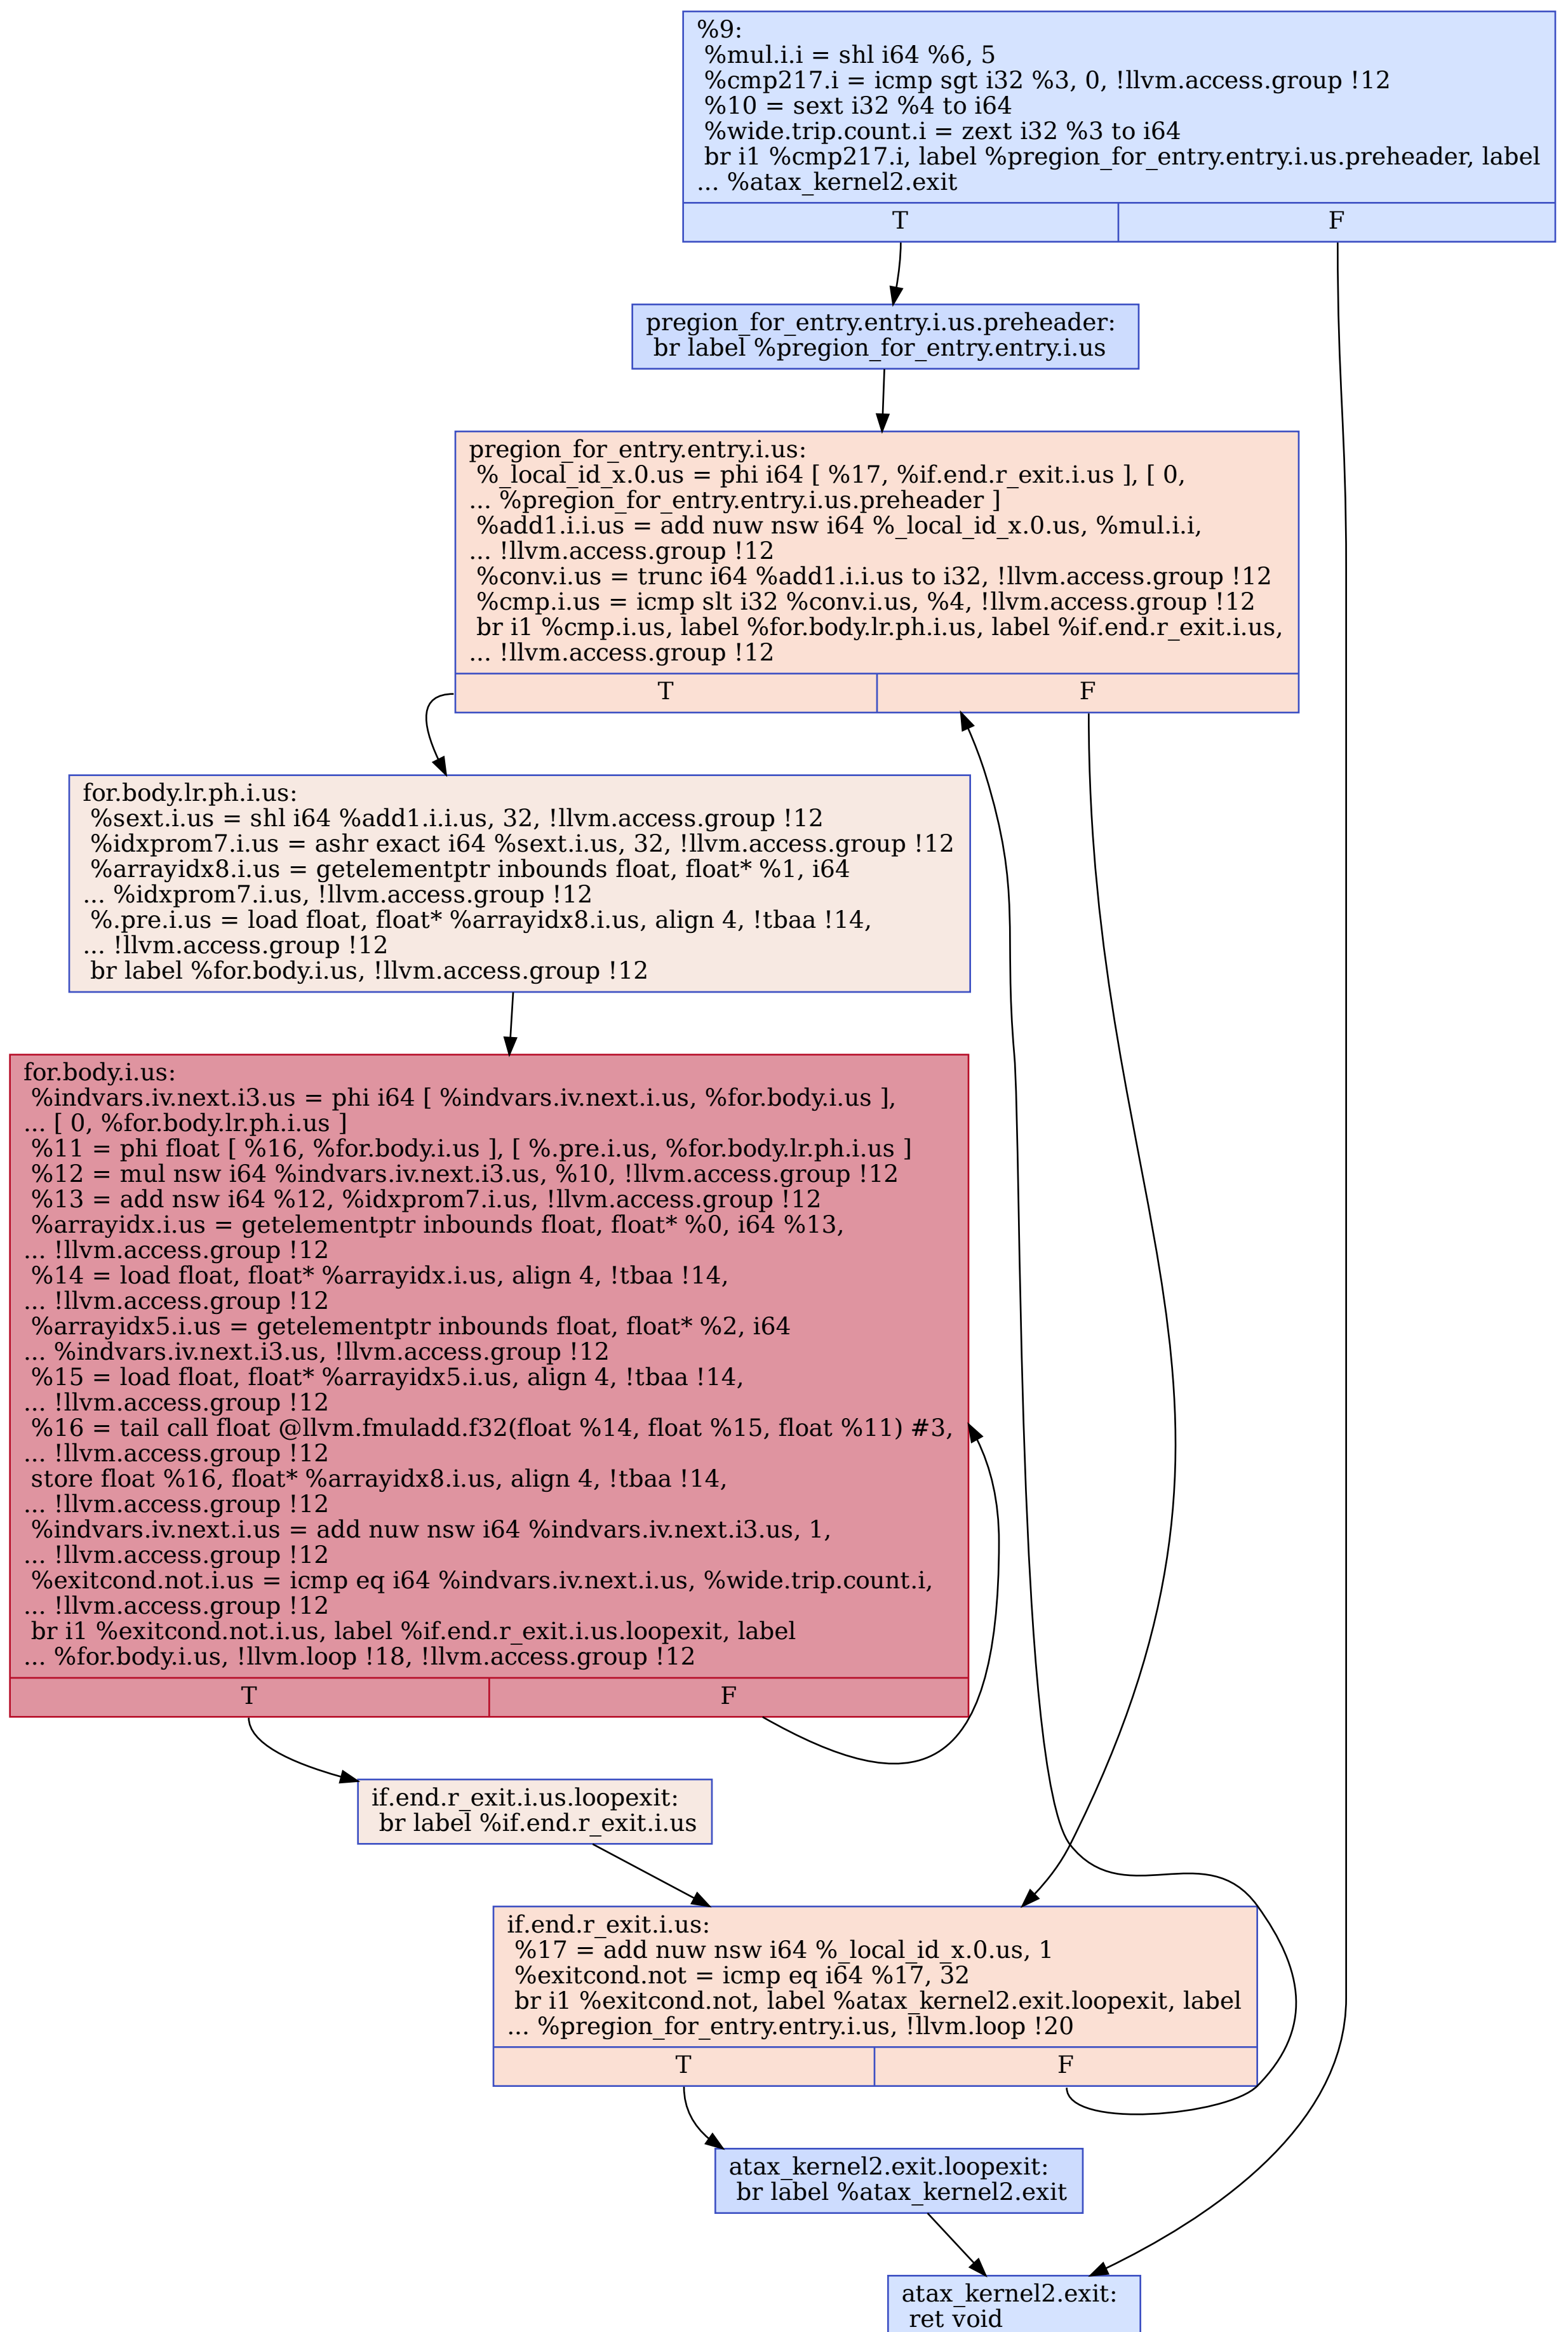 %9:
%mul.i.i = shl i64 %6, 5
%cmp217.i = icmp sgt i32 %3, 0, !llvm.access.group !12
%10 = sext i32 %4 to i64
%wide.trip.count.i = zext i32 %3 to i64
br i1 %cmp217.i, label %pregion_for_entry.entry.i.us.preheader, label
... %atax_kernel2.exit
T
F
pregion_for_entry.entry.i.us.preheader:
br label %pregion_for_entry.entry.i.us
pregion_for_entry.entry.i.us:
%_local_id_x.0.us = phi i64 [ %17, %if.end.r_exit.i.us ], [ 0,
... %pregion_for_entry.entry.i.us.preheader ]
%add1.i.i.us = add nuw nsw i64 %_local_id_x.0.us, %mul.i.i,
... !llvm.access.group !12
%conv.i.us = trunc i64 %add1.i.i.us to i32, !llvm.access.group !12
%cmp.i.us = icmp slt i32 %conv.i.us, %4, !llvm.access.group !12
br i1 %cmp.i.us, label %for.body.lr.ph.i.us, label %if.end.r_exit.i.us,
... !llvm.access.group !12
T
F
for.body.lr.ph.i.us:
%sext.i.us = shl i64 %add1.i.i.us, 32, !llvm.access.group !12
%idxprom7.i.us = ashr exact i64 %sext.i.us, 32, !llvm.access.group !12
%arrayidx8.i.us = getelementptr inbounds float, float* %1, i64
... %idxprom7.i.us, !llvm.access.group !12
%.pre.i.us = load float, float* %arrayidx8.i.us, align 4, !tbaa !14,
... !llvm.access.group !12
br label %for.body.i.us, !llvm.access.group !12
for.body.i.us:
%indvars.iv.next.i3.us = phi i64 [ %indvars.iv.next.i.us, %for.body.i.us ],
... [ 0, %for.body.lr.ph.i.us ]
%11 = phi float [ %16, %for.body.i.us ], [ %.pre.i.us, %for.body.lr.ph.i.us ]
%12 = mul nsw i64 %indvars.iv.next.i3.us, %10, !llvm.access.group !12
%13 = add nsw i64 %12, %idxprom7.i.us, !llvm.access.group !12
%arrayidx.i.us = getelementptr inbounds float, float* %0, i64 %13,
... !llvm.access.group !12
%14 = load float, float* %arrayidx.i.us, align 4, !tbaa !14,
... !llvm.access.group !12
%arrayidx5.i.us = getelementptr inbounds float, float* %2, i64
... %indvars.iv.next.i3.us, !llvm.access.group !12
%15 = load float, float* %arrayidx5.i.us, align 4, !tbaa !14,
... !llvm.access.group !12
%16 = tail call float @llvm.fmuladd.f32(float %14, float %15, float %11) #3,
... !llvm.access.group !12
store float %16, float* %arrayidx8.i.us, align 4, !tbaa !14,
... !llvm.access.group !12
%indvars.iv.next.i.us = add nuw nsw i64 %indvars.iv.next.i3.us, 1,
... !llvm.access.group !12
%exitcond.not.i.us = icmp eq i64 %indvars.iv.next.i.us, %wide.trip.count.i,
... !llvm.access.group !12
br i1 %exitcond.not.i.us, label %if.end.r_exit.i.us.loopexit, label
... %for.body.i.us, !llvm.loop !18, !llvm.access.group !12
T
F
if.end.r_exit.i.us.loopexit:
br label %if.end.r_exit.i.us
if.end.r_exit.i.us:
%17 = add nuw nsw i64 %_local_id_x.0.us, 1
%exitcond.not = icmp eq i64 %17, 32
br i1 %exitcond.not, label %atax_kernel2.exit.loopexit, label
... %pregion_for_entry.entry.i.us, !llvm.loop !20
T
F
atax_kernel2.exit.loopexit:
br label %atax_kernel2.exit
atax_kernel2.exit:
ret void